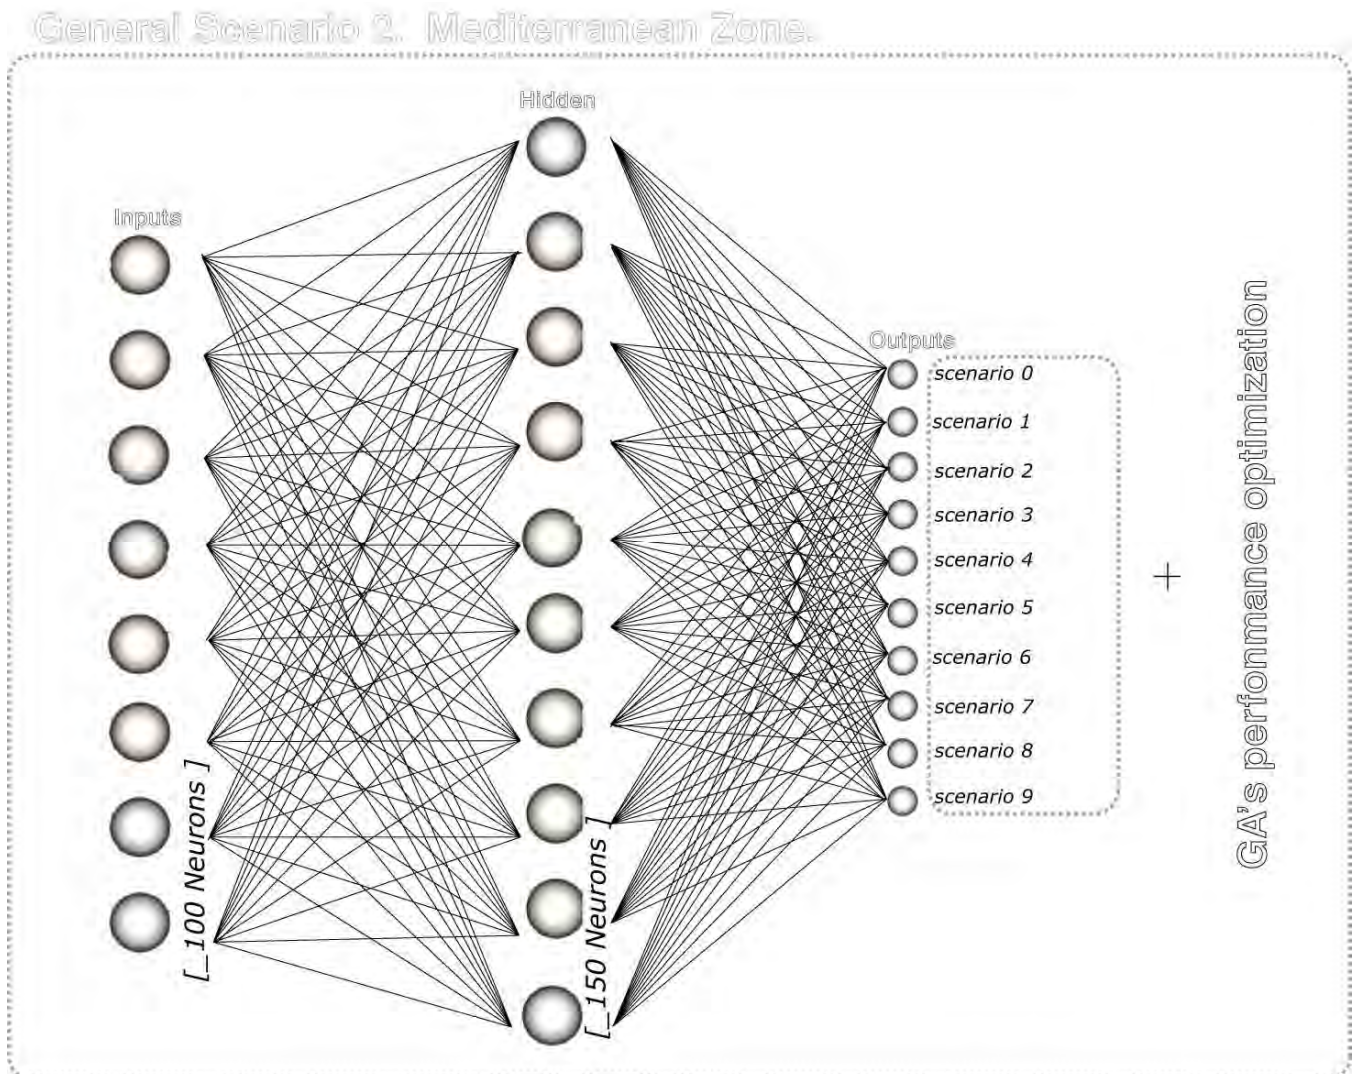 General Scenario 2. Mediterranean Zone.
Hidden
Inputs
Outputs
scenario 0
scenario 1
scenario 2
scenario 3
scenario 4
scenario 5
scenario 6
scenario 7
scenario 8
scenario 9
[_100 Neurons ]
[_150 Neurons ]
+
GA's perfonmance optimization